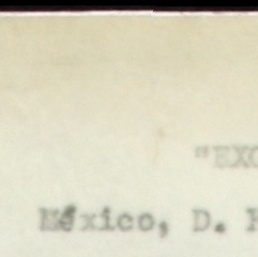 "EXC
México, D. F